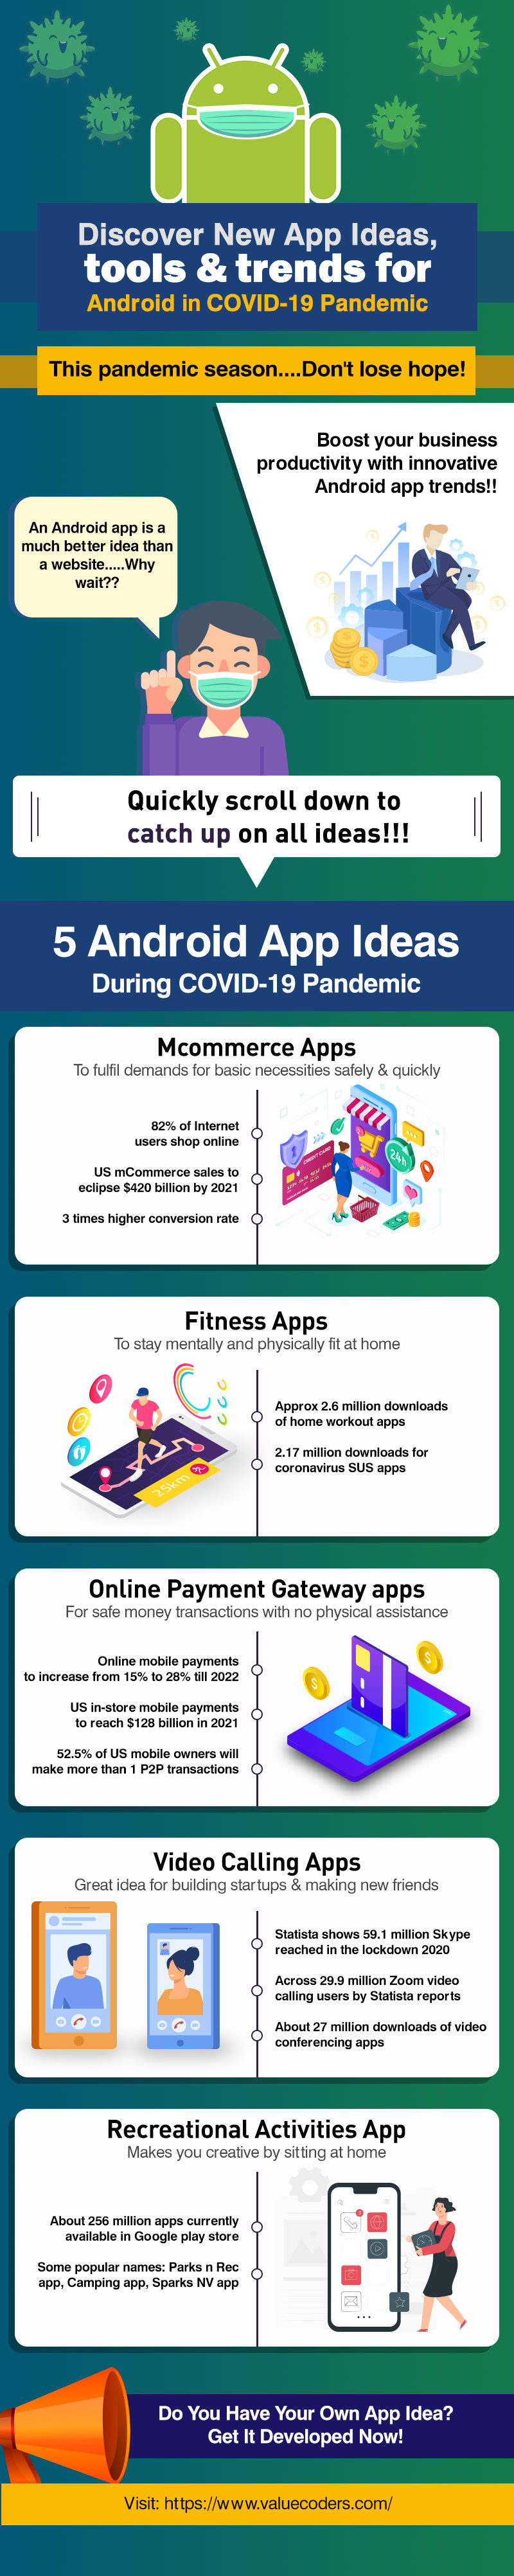 Discover New App Ideas,
tools & trends for
Android in COVID-19 Pandemic
This pandemic season....Don't lose hope!
Boost your business
productivity with innovative
Android app trends!!
An Android app is a
much better idea than
a website.....Why
wait??
Quickly scroll down to
catch up on all ideas!!!
5 Android App Ideas
During COVID-19 Pandemic
Mcommerce Apps
To fulfil demands for basic necessities safely & quickly
82% of Internet
users shop online
US mCommerce sales to
eclipse $420 billion by 2021
3 times higher conversion rate
CREDIT CARD
24h
Fitness Apps
To stay mentally and physically fit at home
Approx 2.6 million downloads
of home workout apps
2.17 million downloads for
coronavirus SUS apps
25km
Online Payment Gateway apps
For safe money transactions with no physical assistance
Online mobile payments
to increase from 15% to 28% till 2022
US in-store mobile payments
to reach $128 billion in 2021
52.5% of US mobile owners will
make more than 1 P2P transactions
Video Calling Apps
Great idea for building startups & making new friends
Statista shows 59.1 million Skype
reached in the lockdown 2020
Across 29.9 million Zoom video
calling users by Statista reports
About 27 million downloads of video
conferencing apps
Recreational Activities App
Makes you creative by sitting at home
About 256 million apps currently
available in Google play store
Some popular names: Parks n Rec
app, Camping app, Sparks NV app
Do You Have Your Own App Idea?
Get It Developed Now!
Visit: https://www.valuecoders.com/